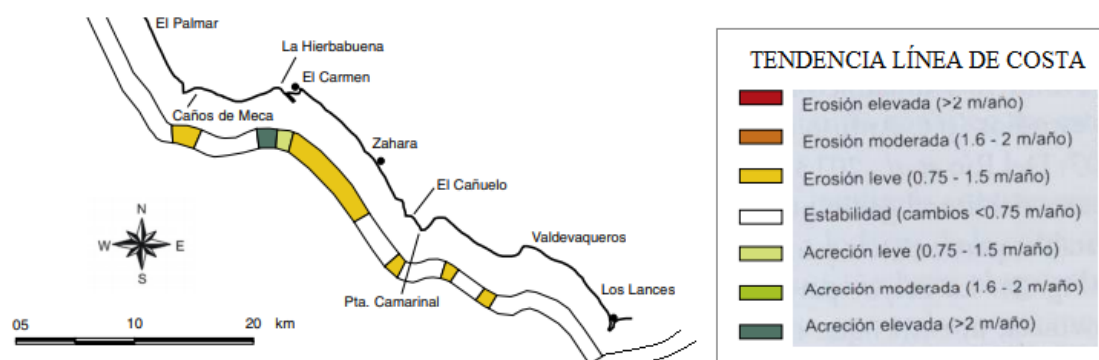 El Palmar
La Hierbabuena
El Carmen
Caños de Meca
Zahara
El Cañuelo
Valdevaqueros
Pta. Camarinal
Los Lances
N
W E
S
05 10 20 km
TENDENCIA LÍNEA DE COSTA
Erosión elevada (>2 m/año)
Erosión moderada (1.6 - 2 m/año)
Erosión leve (0.75 - 1.5 m/año)
Estabilidad (cambios <0.75 m/año)
Acreción leve (0.75 - 1.5 m/año)
Acreción moderada (1.6 - 2 m/año)
Acreción elevada (>2 m/año)